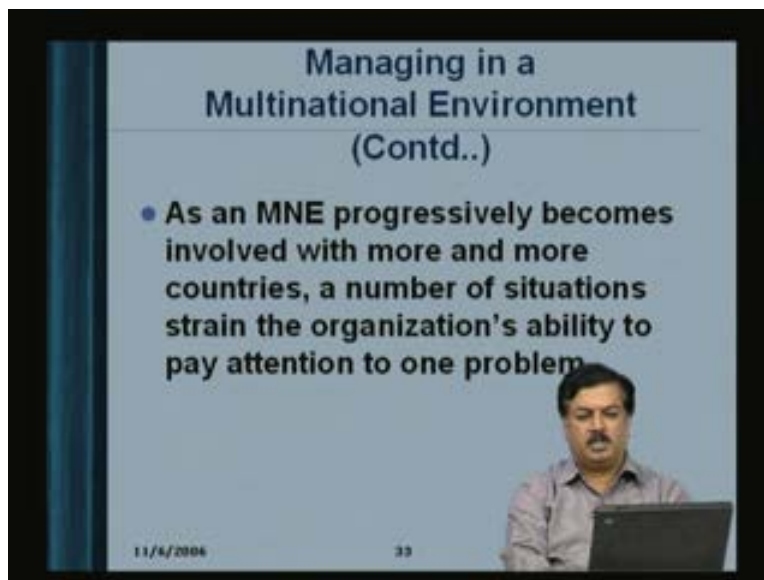 Managing in a
Multinational Environment
(Contd..)
• As an MNE progressively becomes
involved with more and more
countries, a number of situations
strain the organization's ability to
pay attention to one problem
11/6/2006
33